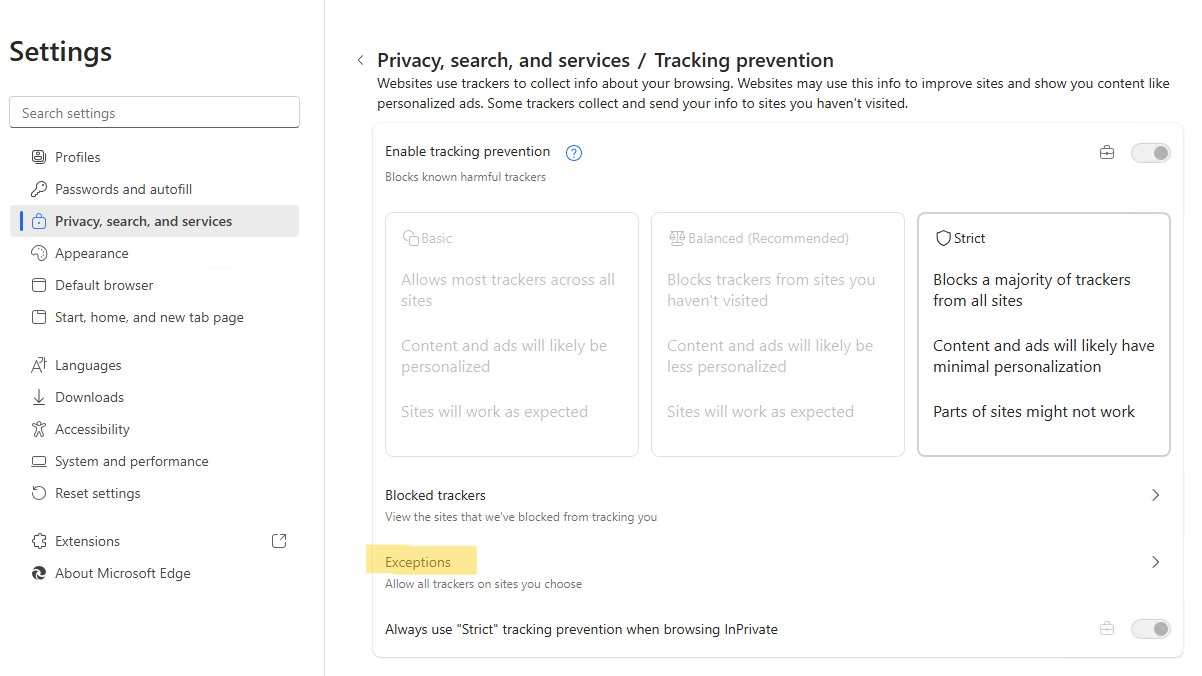 Settings
Search settings
Profiles
Passwords and autofill
Privacy, search, and services
Appearance
Default browser
Start, home, and new tab page
Languages
Downloads
Accessibility
System and performance
Reset settings
Extensions
About Microsoft Edge
Privacy, search, and services / Tracking prevention
Websites use trackers to collect info about your browsing. Websites may use this info to improve sites and show you content like
personalized ads. Some trackers collect and send your info to sites you haven't visited.
Enable tracking prevention ?
Blocks known harmful trackers
Basic
Allows most trackers across all
sites
Content and ads will likely be
personalized
Sites will work as expected
Balanced (Recommended)
Blocks trackers from sites you
haven't visited
Content and ads will likely be
less personalized
Sites will work as expected
Strict
Blocks a majority of trackers
from all sites
Content and ads will likely have
minimal personalization
Parts of sites might not work
Blocked trackers
View the sites that we've blocked from tracking you
Exceptions
Allow all trackers on sites you choose
Always use "Strict" tracking prevention when browsing InPrivate